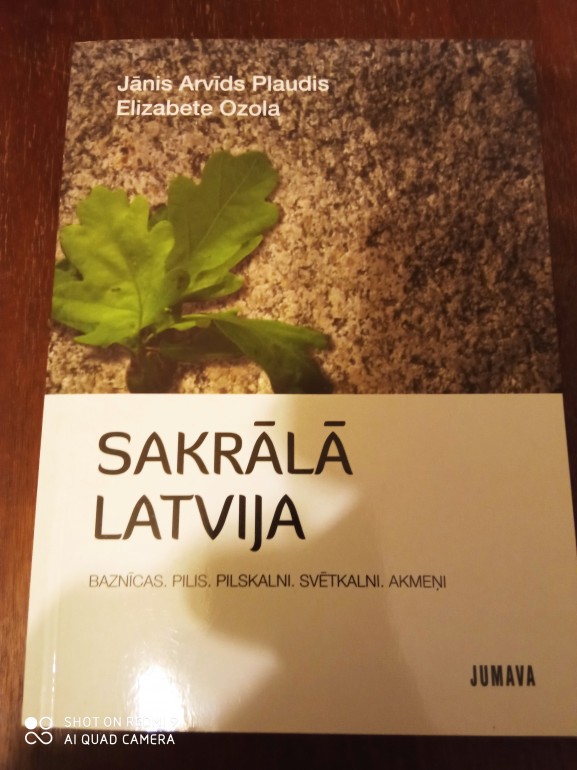 Jānis Arvīds Plaudis
Elizabete Ozola
SAKRĀLĀ
LATVIJA
BAZNĪCAS. PILIS. PILSKALNI. SVĒTKALNI. AKMEŅI
JUMAVA
SHOT ON REDMI 9
AI QUAD CAMERA